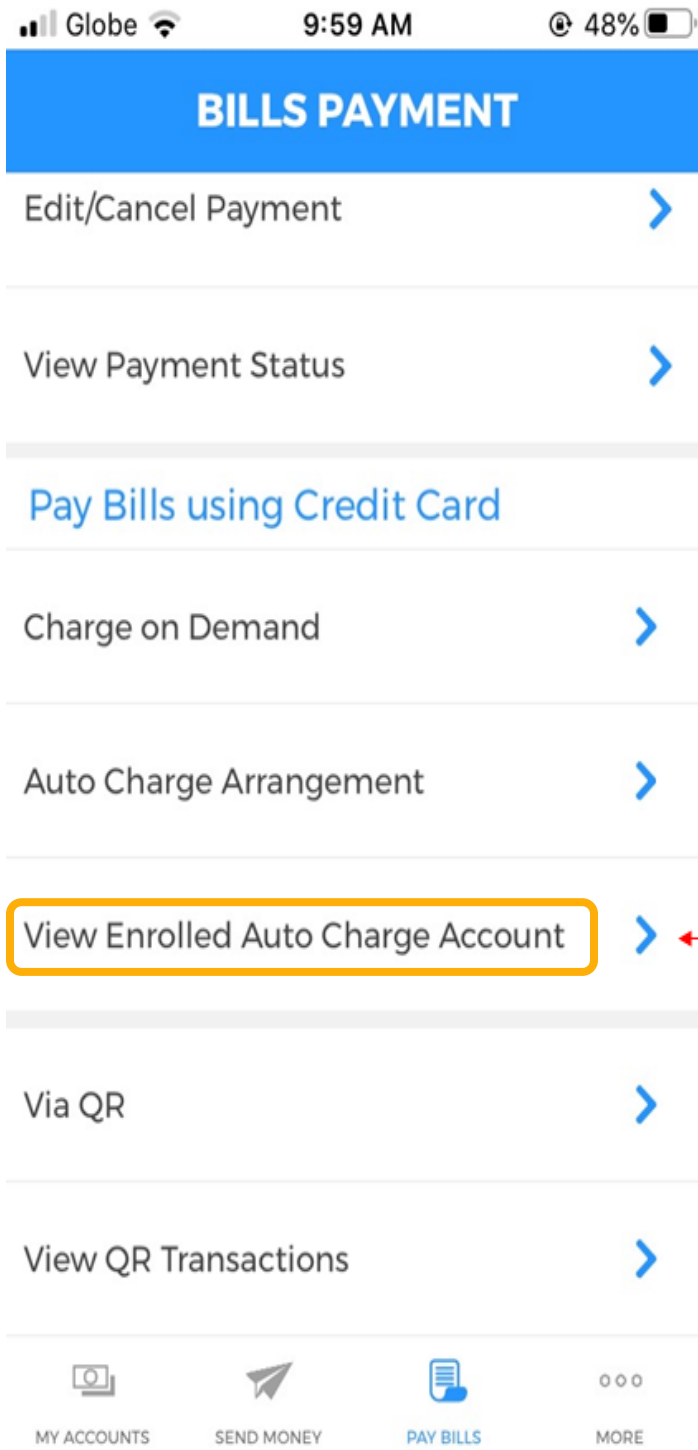 Globe 9:59 AM 48%
BILLS PAYMENT
Edit/Cancel Payment
View Payment Status
Pay Bills using Credit Card
Charge on Demand
Auto Charge Arrangement
View Enrolled Auto Charge Account
Via QR
View QR Transactions
MY ACCOUNTS SEND MONEY PAY BILLS MORE